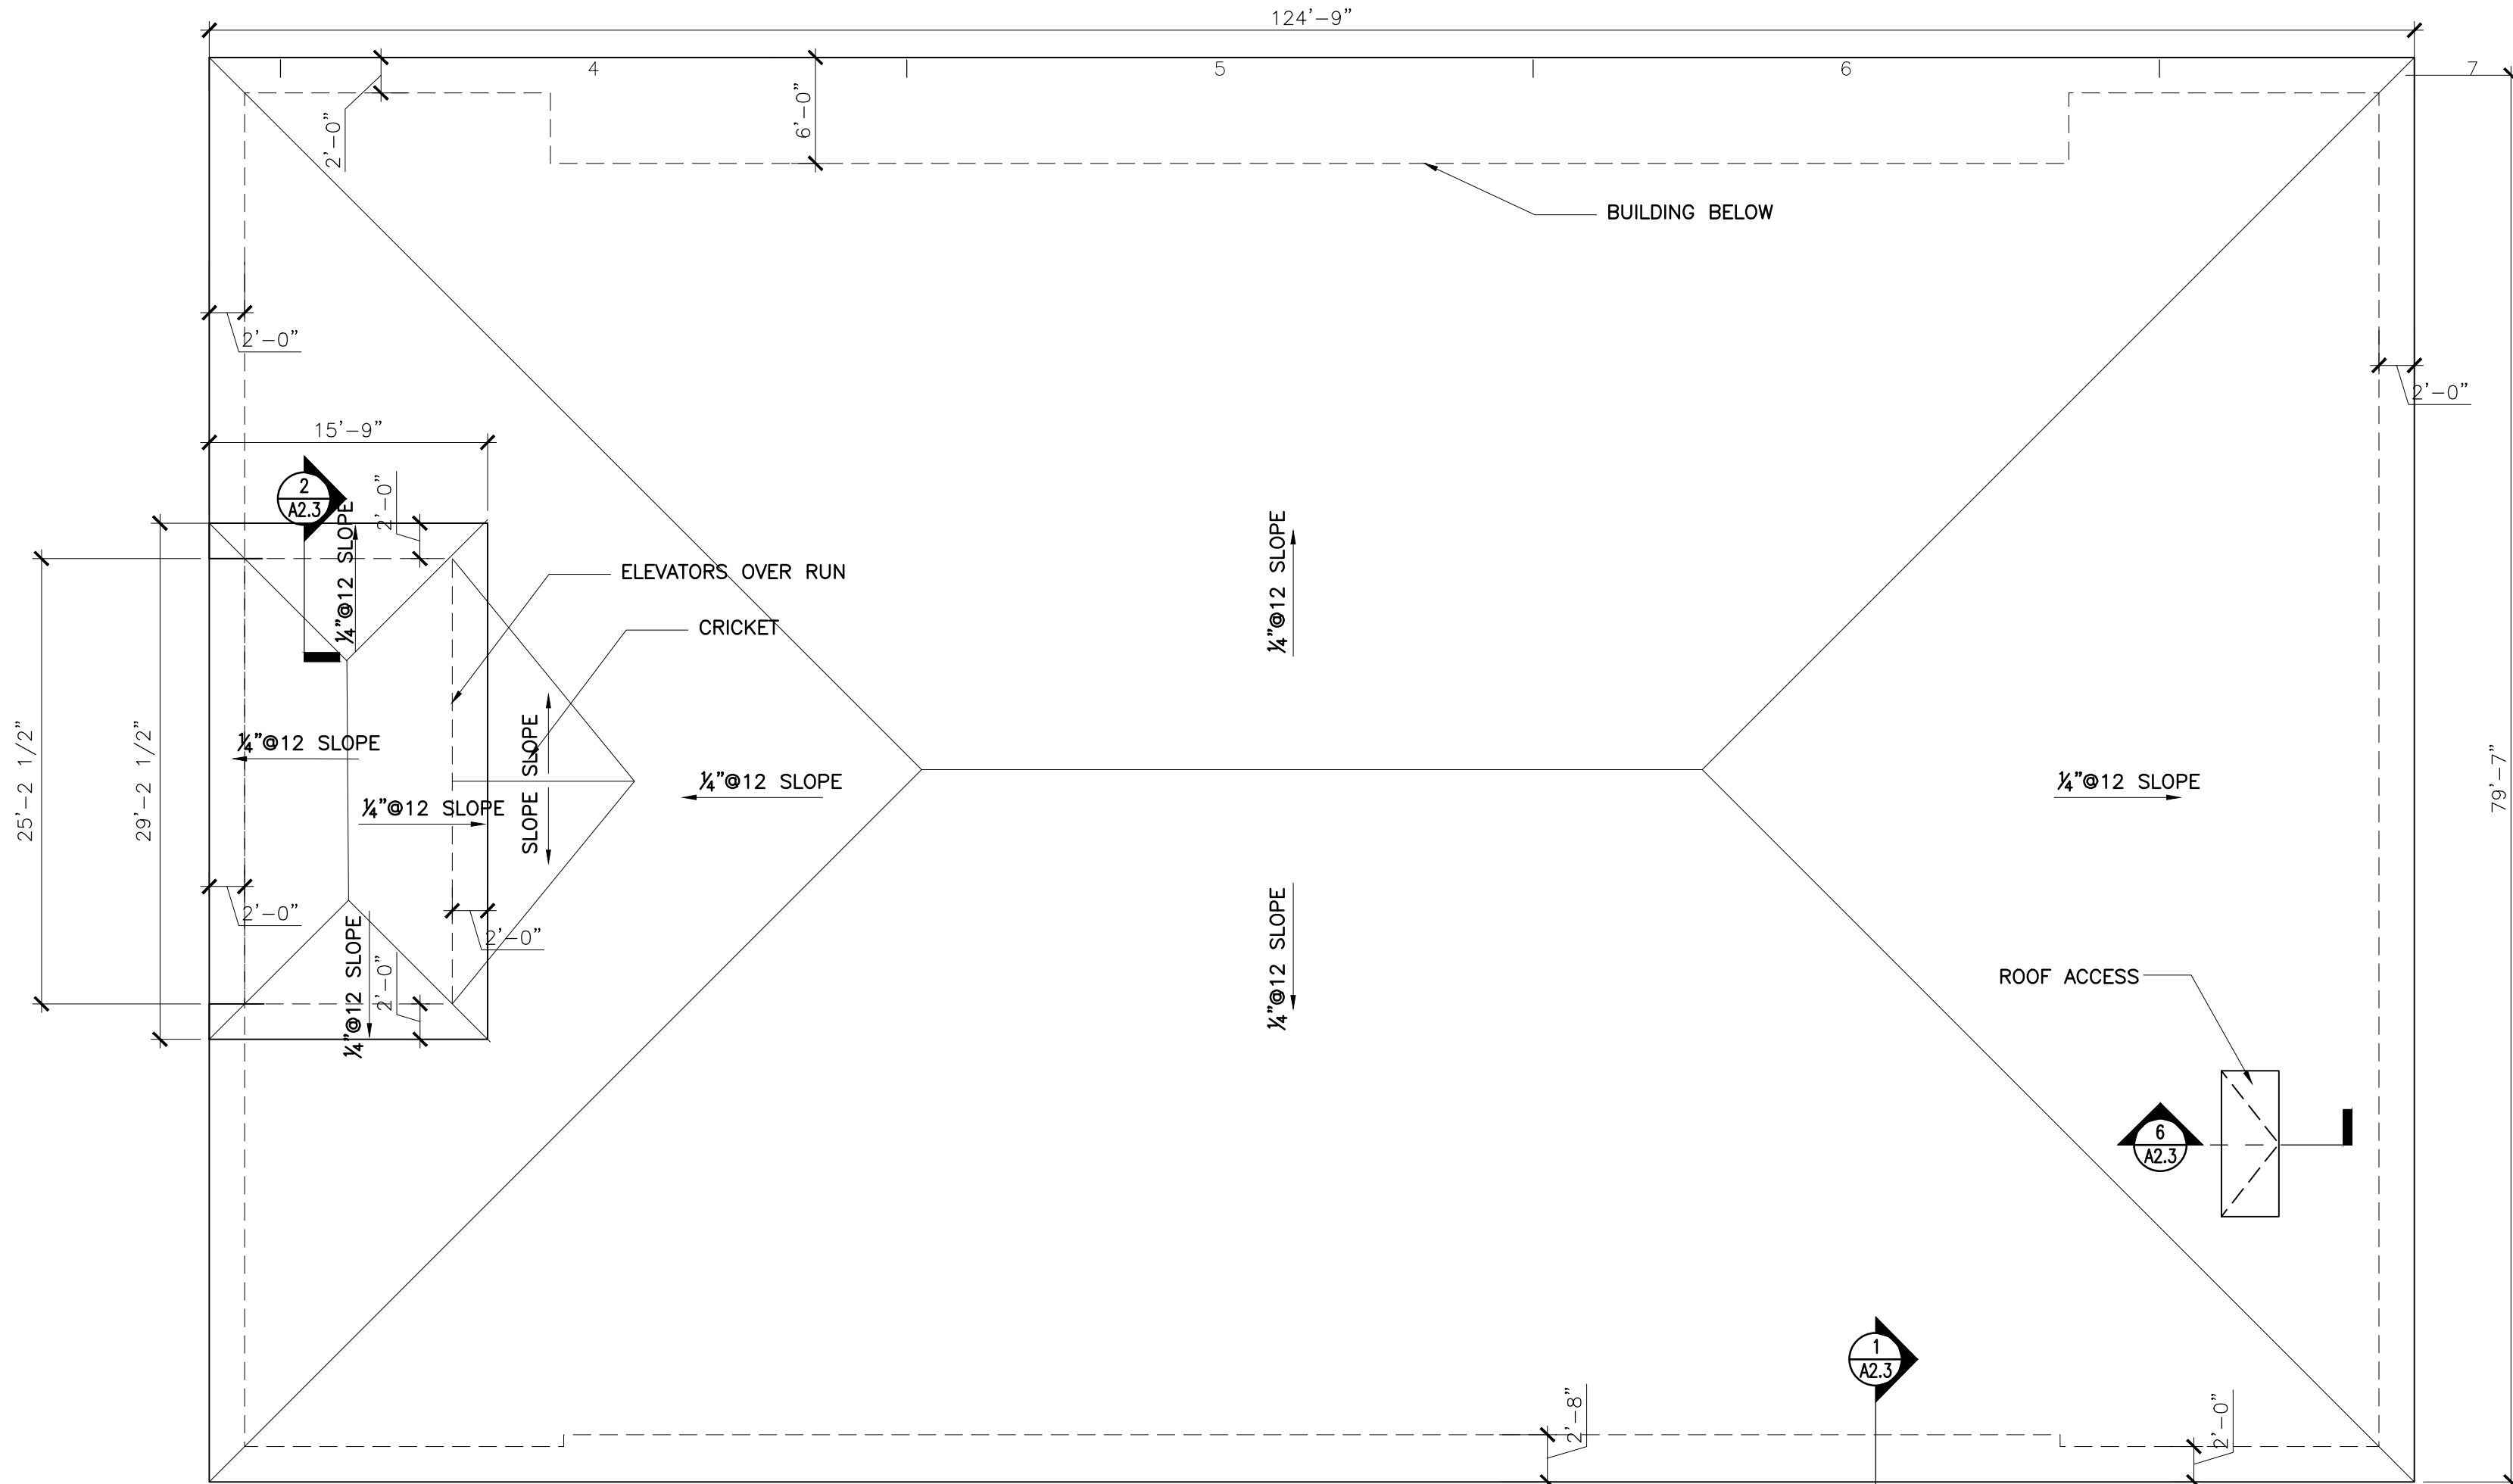 124'-9"
4
5
6
7
2'-0"
6'-0"
BUILDING BELOW
2'-0"
2'-0"
15'-9"
2
A2.3
2'-0"
¼"@12 SLOPE
¼"@12 SLOPE
ELEVATORS OVER RUN
CRICKET
25'-2 1/2"
29'-2 1/2"
¼"@12 SLOPE
SLOPE
SLOPE
¼"@12 SLOPE
¼"@12 SLOPE
¼"@12 SLOPE
79'-7"
2'-0"
2'-0"
¼"@12 SLOPE
2'-0"
¼"@12 SLOPE
ROOF ACCESS
6
A2.3
1
A2.3
2'-8"
2'-0"